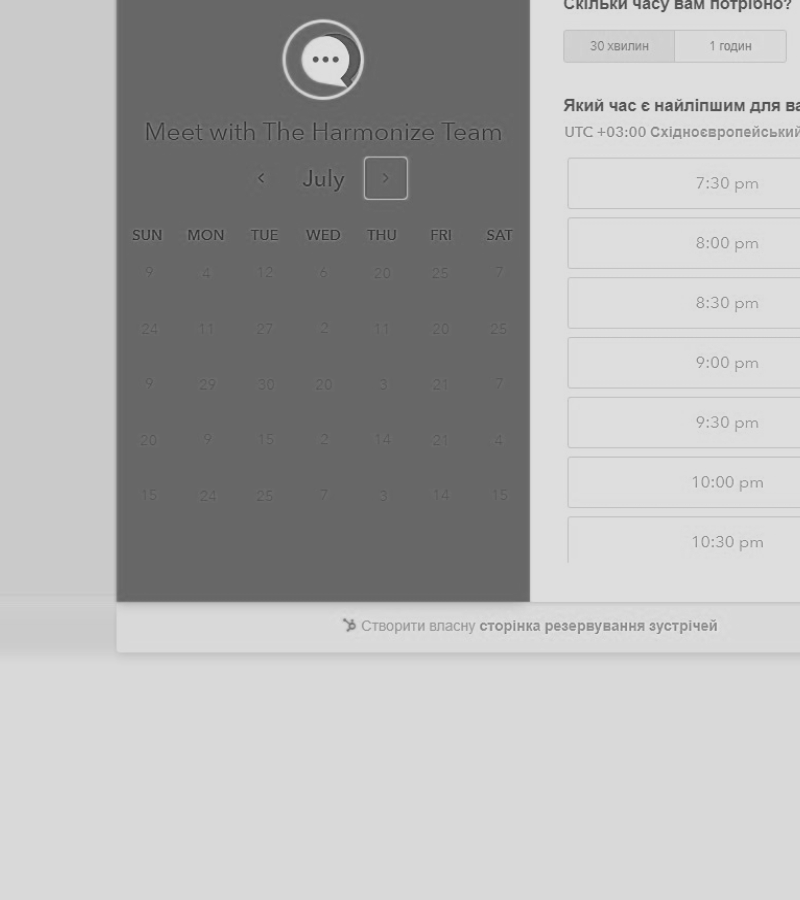 Meet with The Harmonize Team
July
SUN MON TUE WED THU FRI SAT
9 4 12 6 20 25 7
24 11 27 2 11 20 25
9 29 30 20 3 21 7
20 9 15 2 14 21 4
15 24 25 7 3 14 15
Скільки часу вам потрібно?
30 хвилин 1 годин
Який час є найліпшим для
UTC +03:00 Східноєвропейський
7:30 pm
8:00 pm
8:30 pm
9:00 pm
9:30 pm
10:00 pm
10:30 pm
Створити власну сторінка резервування зустрічей